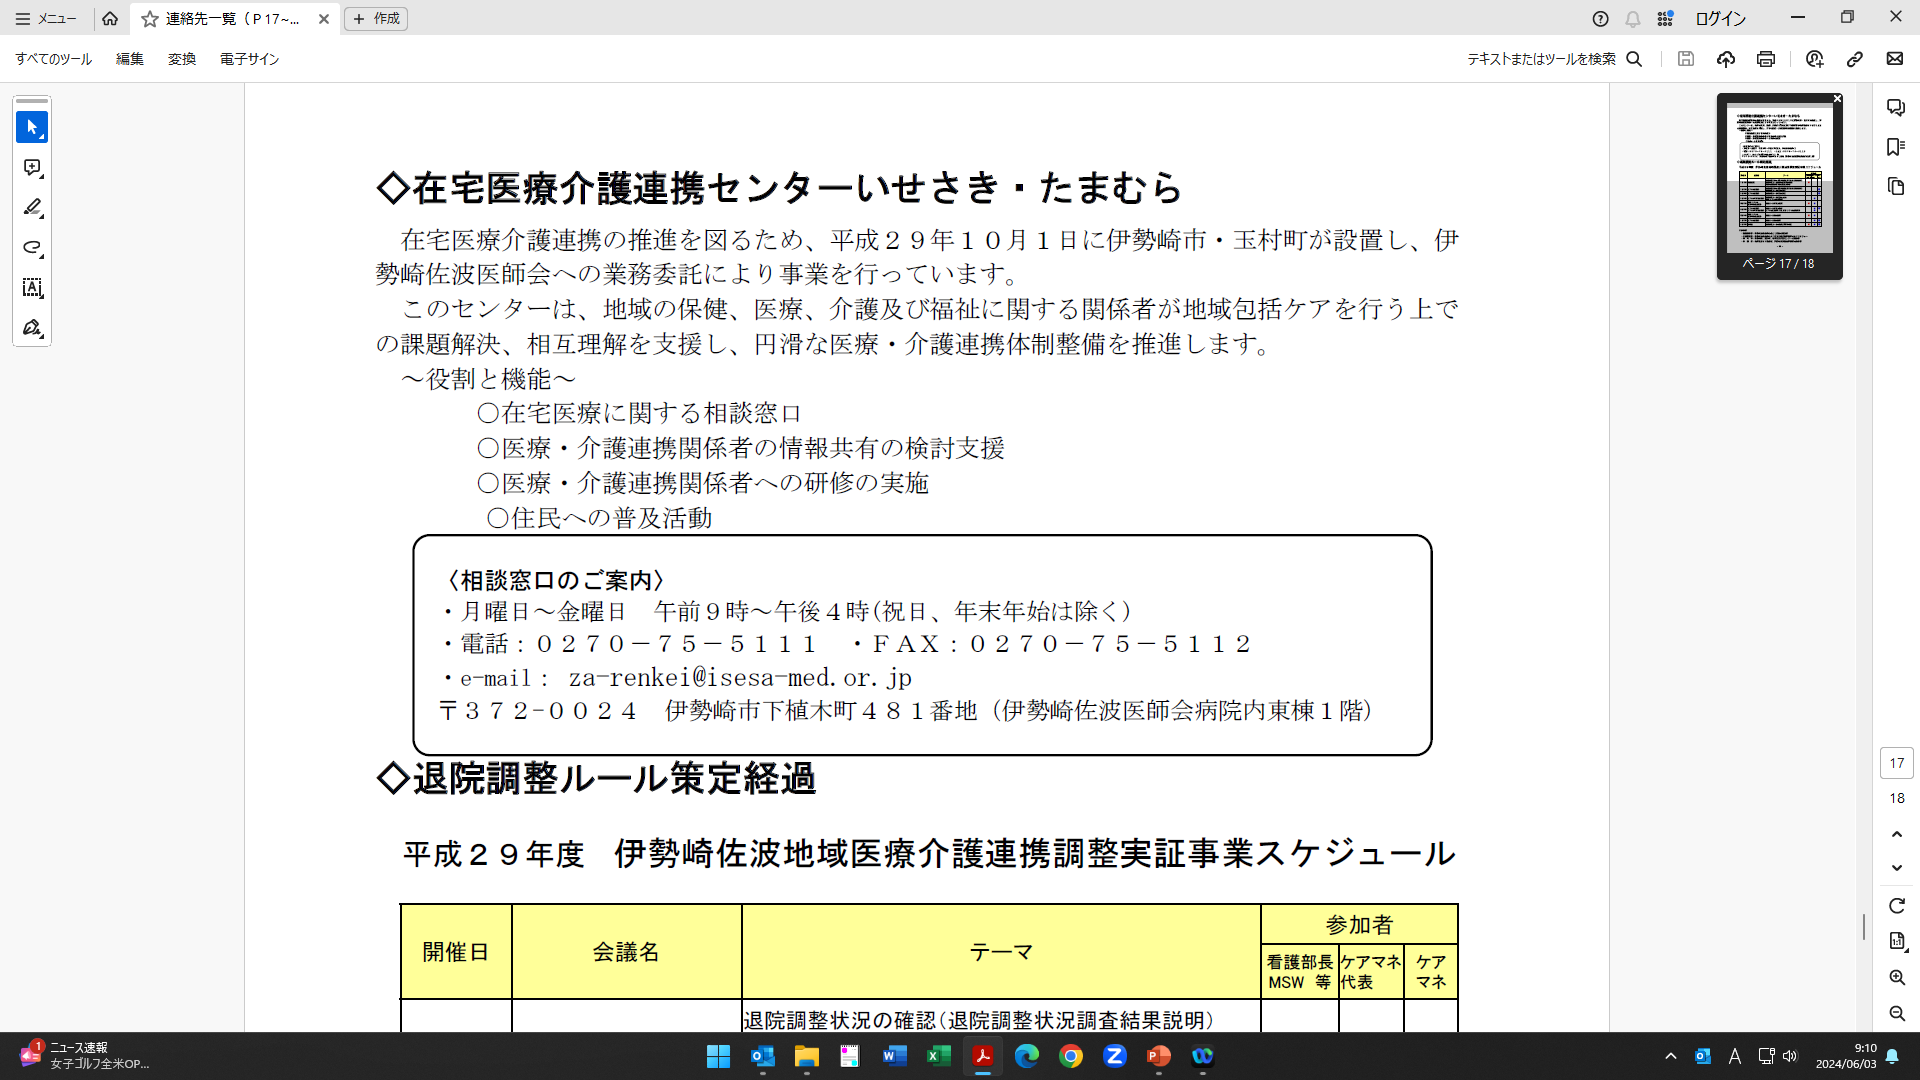 メニュー
連絡先一覧（Ｐ17~...
作成
ログイン
すべてのツール
編集
変換
電子サイン
テキストまたはツールを検索
◇在宅医療介護連携センターいせさき・たまむら
在宅医療介護連携の推進を図るため、平成２９年１０月１日に伊勢崎市・玉村町が設置し、伊
勢崎佐波医師会への業務委託により事業を行っています。
このセンターは、地域の保健、医療、介護及び福祉に関する関係者が地域包括ケアを行う上で
の課題解決、相互理解を支援し、円滑な医療・介護連携体制整備を推進します。
～役割と機能～
○在宅医療に関する相談窓口
○医療・介護連携関係者の情報共有の検討支援
○医療・介護連携関係者への研修の実施
○住民への普及活動
〈相談窓口のご案内〉
・月曜日～金曜日　午前９時～午後４時(祝日、年末年始は除く)
・電話：０２７０－７５－５１１１　・ＦＡＸ：０２７０－７５－５１１２
・e-mail： za-renkei@isesa-med.or.jp
〒３７２-００２４　伊勢崎市下植木町４８１番地（伊勢崎佐波医師会病院内東棟１階）
◇退院調整ルール策定経過
平成２９年度　伊勢崎佐波地域医療介護連携調整実証事業スケジュール
開催日
会議名
テーマ
参加者
看護部長
MSW 等
ケアマネ
代表
ケア
マネ
退院調整状況の確認（退院調整状況調査結果説明）
ページ 17 / 18
17
18
1
ニュース速報
女子ゴルフ全米OP...
A
9:10
2024/06/03